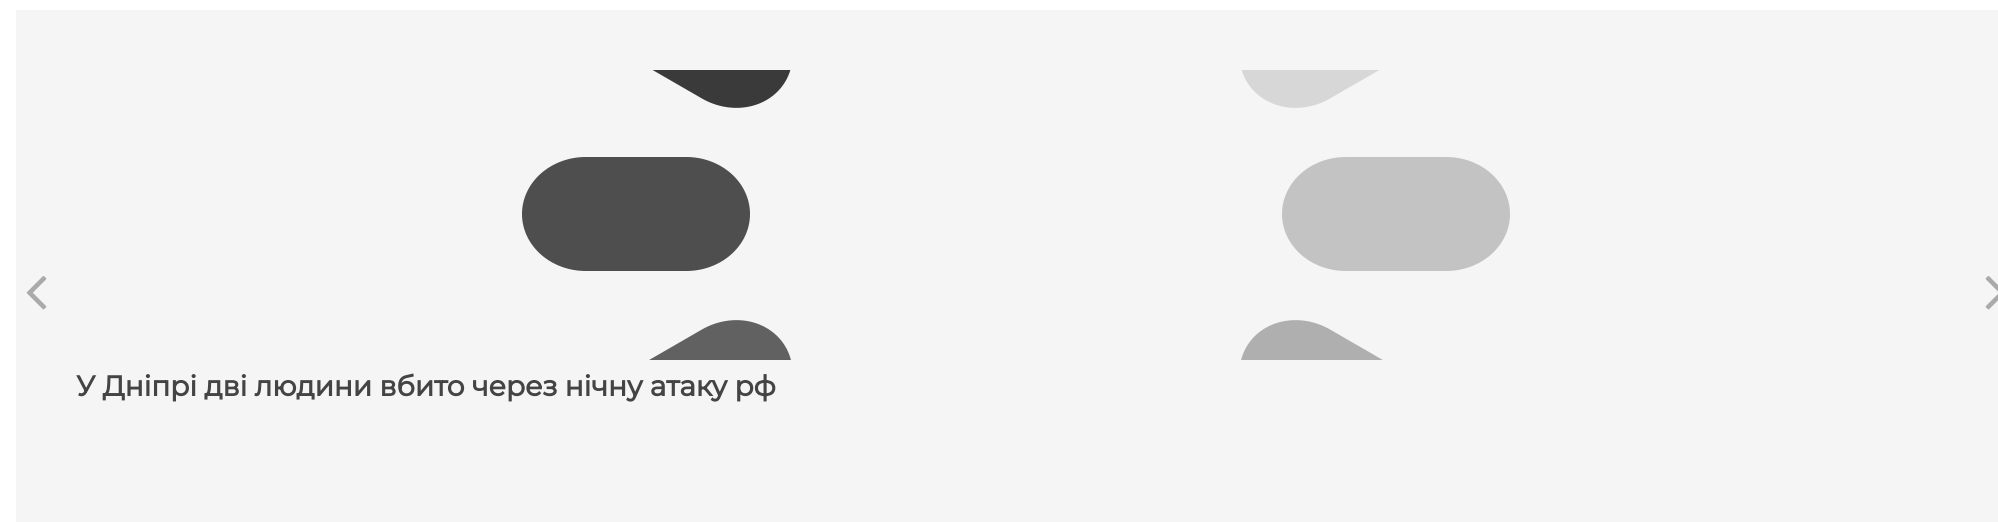 У Дніпрі дві людини вбито через нічну атаку рф